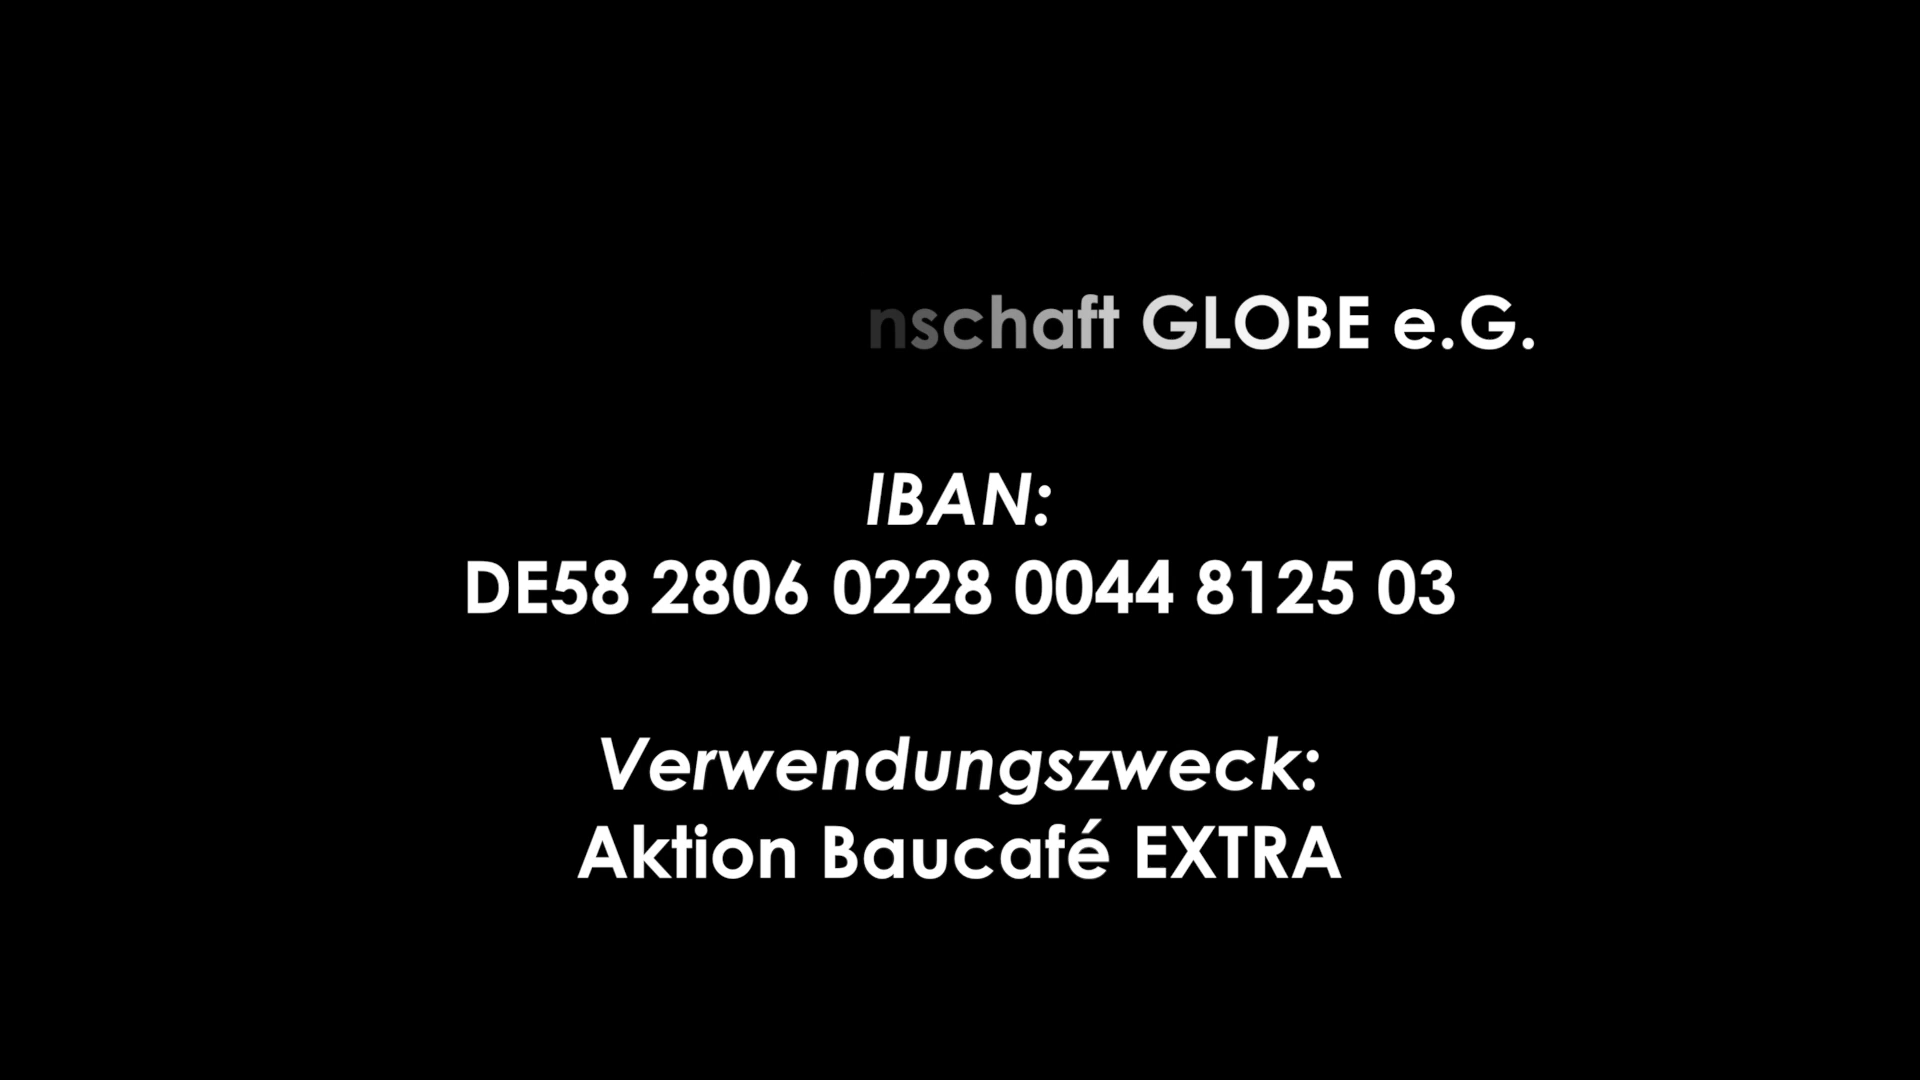 nschaft GLOBE e.G.
IBAN:
DE58 2806 0228 0044 8125 03
Verwendungszweck:
Aktion Baucafé EXTRA